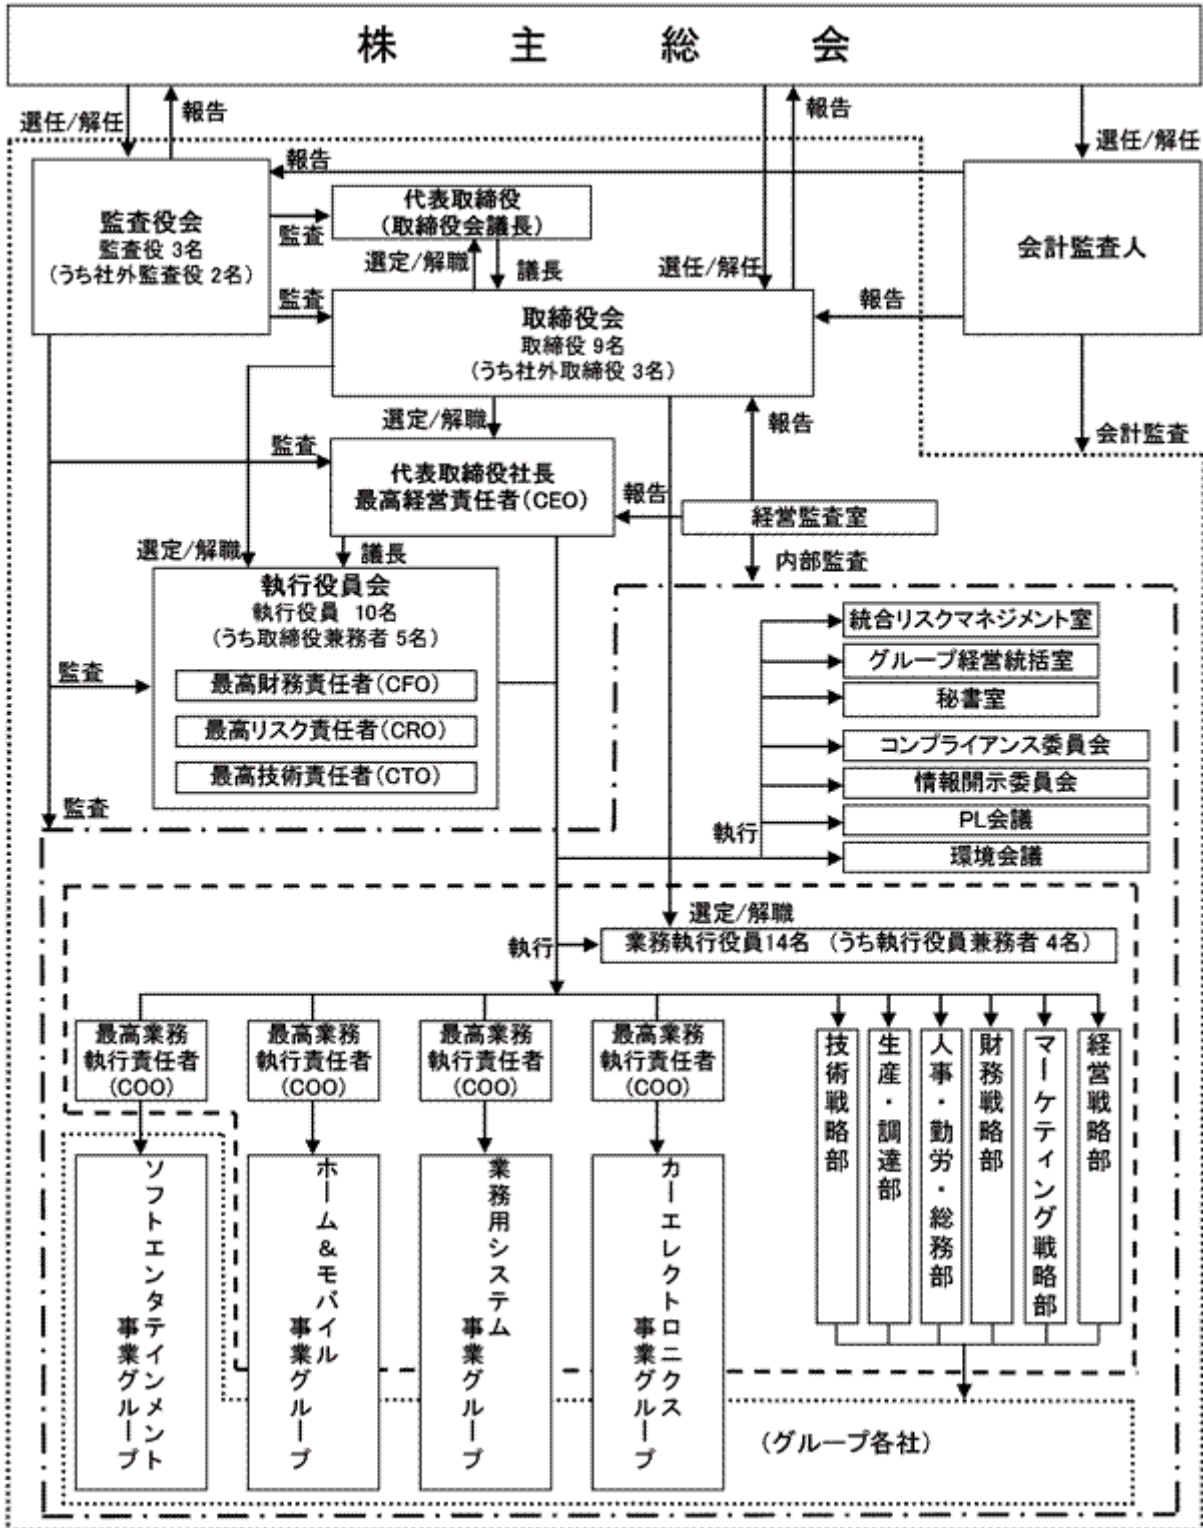 株主総会
選任/解任
報告
報告
選任/解任
報告
監査役会
監査役 3名
(うち社外監査役 2名)
監査
代表取締役
(取締役会議長)
会計監査人
選定/解職
議長
選任/解任
監査
取締役会
取締役 9名
(うち社外取締役 3名)
報告
選定/解職
報告
会計監査
監査
代表取締役社長
最高経営責任者(CEO)
報告
経営監査室
選定/解職
議長
内部監査
執行役員会
執行役員 10名
(うち取締役兼務者 5名)
監査
最高財務責任者(CFO)
最高リスク責任者(CRO)
最高技術責任者(CTO)
監査
統合リスクマネジメント室
グループ経営統括室
秘書室
コンプライアンス委員会
情報開示委員会
PL会議
執行
環境会議
選定/解職
執行
業務執行役員14名 (うち執行役員兼務者 4名)
最高業務
執行責任者
(COO)
最高業務
執行責任者
(COO)
最高業務
執行責任者
(COO)
最高業務
執行責任者
(COO)
技術戦略部
生産・調達部
人事・勤労・総務部
財務戦略部
マーケティング戦略部
経営戦略部
ソフトエンタテインメント
事業グループ
ホーム&モバイル
事業グループ
業務用システム
事業グループ
カーエレクトロニクス
事業グループ
(グループ各社)